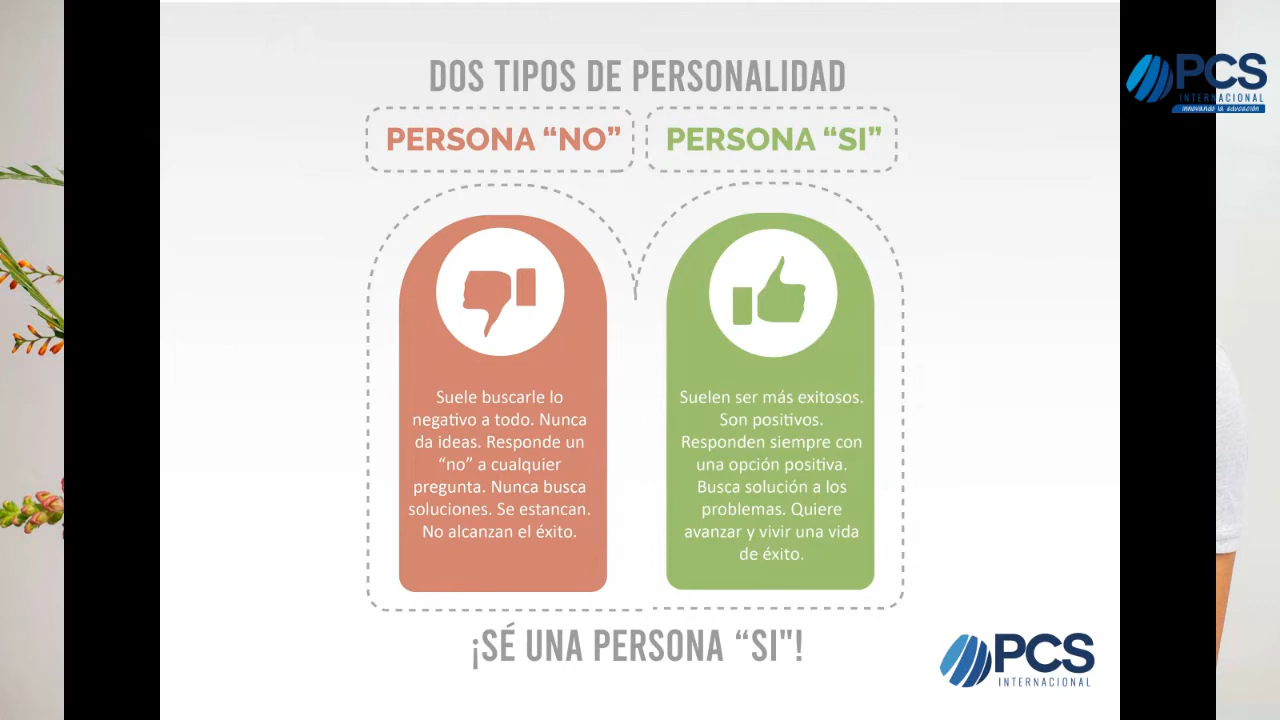 DOS TIPOS DE PERSONALIDAD
PERSONA “NO”
PERSONA “SI”
Suele buscarle lo
negativo a todo. Nunca
da ideas. Responde un
“no” a cualquier
pregunta. Nunca busca
soluciones. Se estancan.
No alcanzan el éxito.
Suelen ser más exitosos.
Son positivos.
Responden siempre con
una opción positiva.
Busca solución a los
problemas. Quiere
avanzar y vivir una vida
de éxito.
¡SÉ UNA PERSONA “SI"!
PCS
INTERNACIONAL
innovando la educación
PCS
INTERNACIONAL